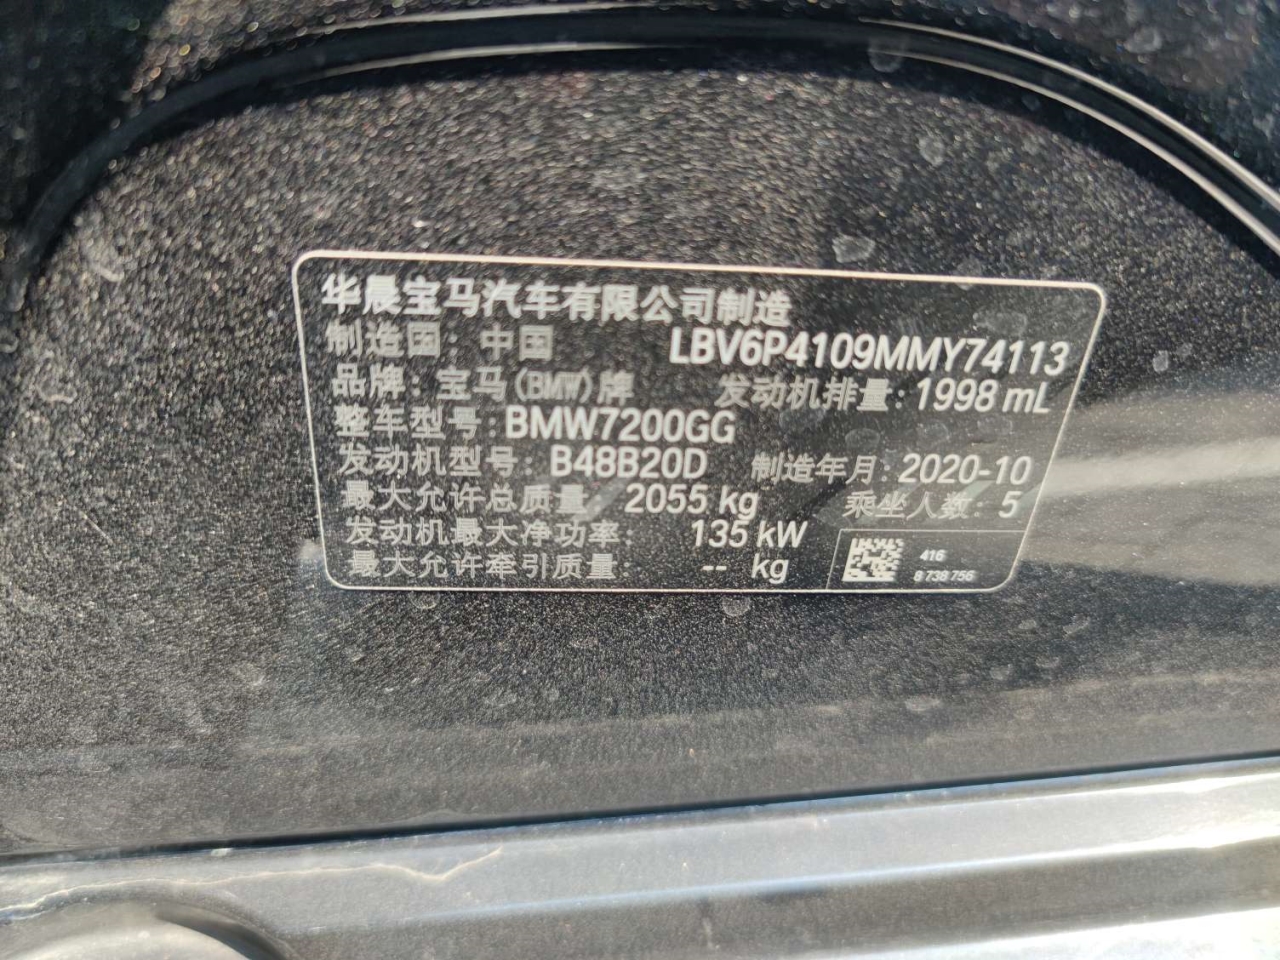 华晨宝马汽车有限公司制造
制造国: 中国 LBV6P4109MMY74113
品牌: 宝马(BMW)牌 发动机排量: 1998 mL
整车型号: BMW7200GG
发动机型号: B48B20D 制造年月: 2020-10
最大允许总质量: 2055 kg 乘坐人数: 5
发动机最大净功率: 135 kW
最大允许牵引质量: -- kg
416
8 738 756